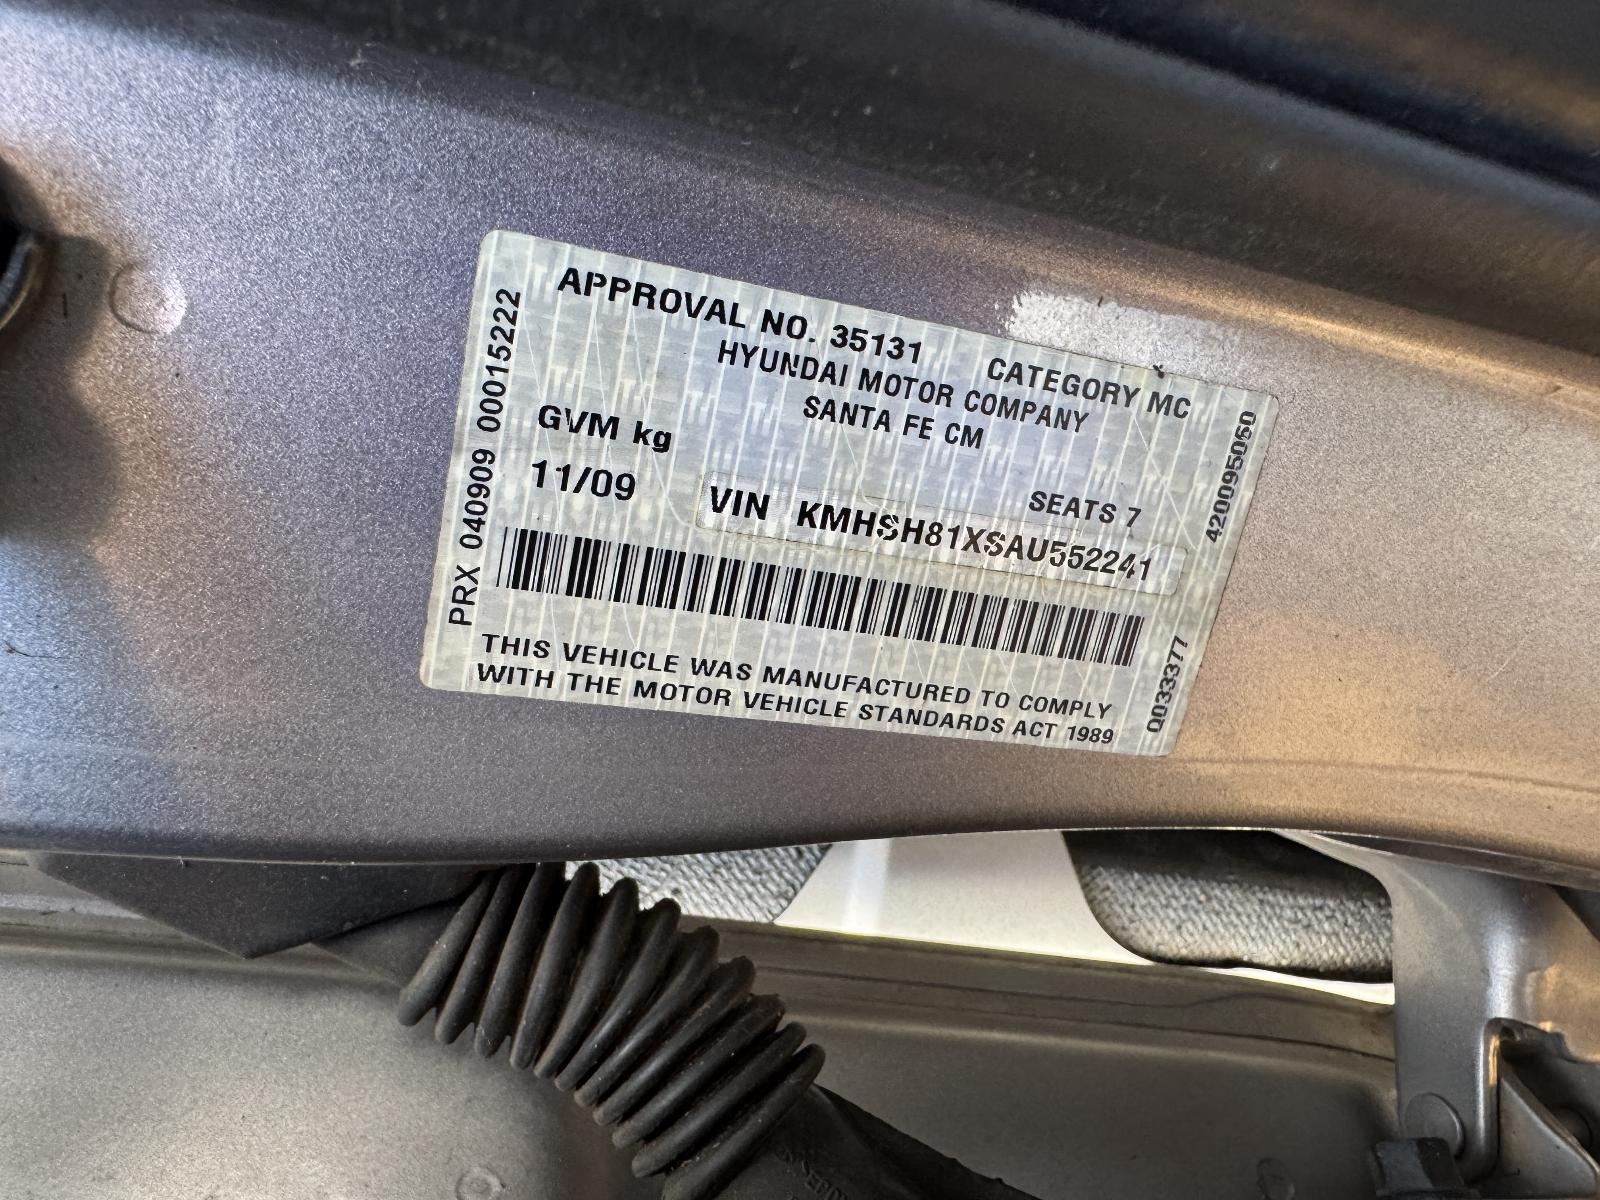 APPROVAL NO. 35131 CATEGORY MC
HYUNDAI MOTOR COMPANY
SANTA FE CM
GVM kg
SEATS 7
11/09
VIN KMHSH81XSAU552241
THIS VEHICLE WAS MANUFACTURED TO COMPLY
WITH THE MOTOR VEHICLE STANDARDS ACT 1989
PRX 040909 00015222
420095060
Q033377